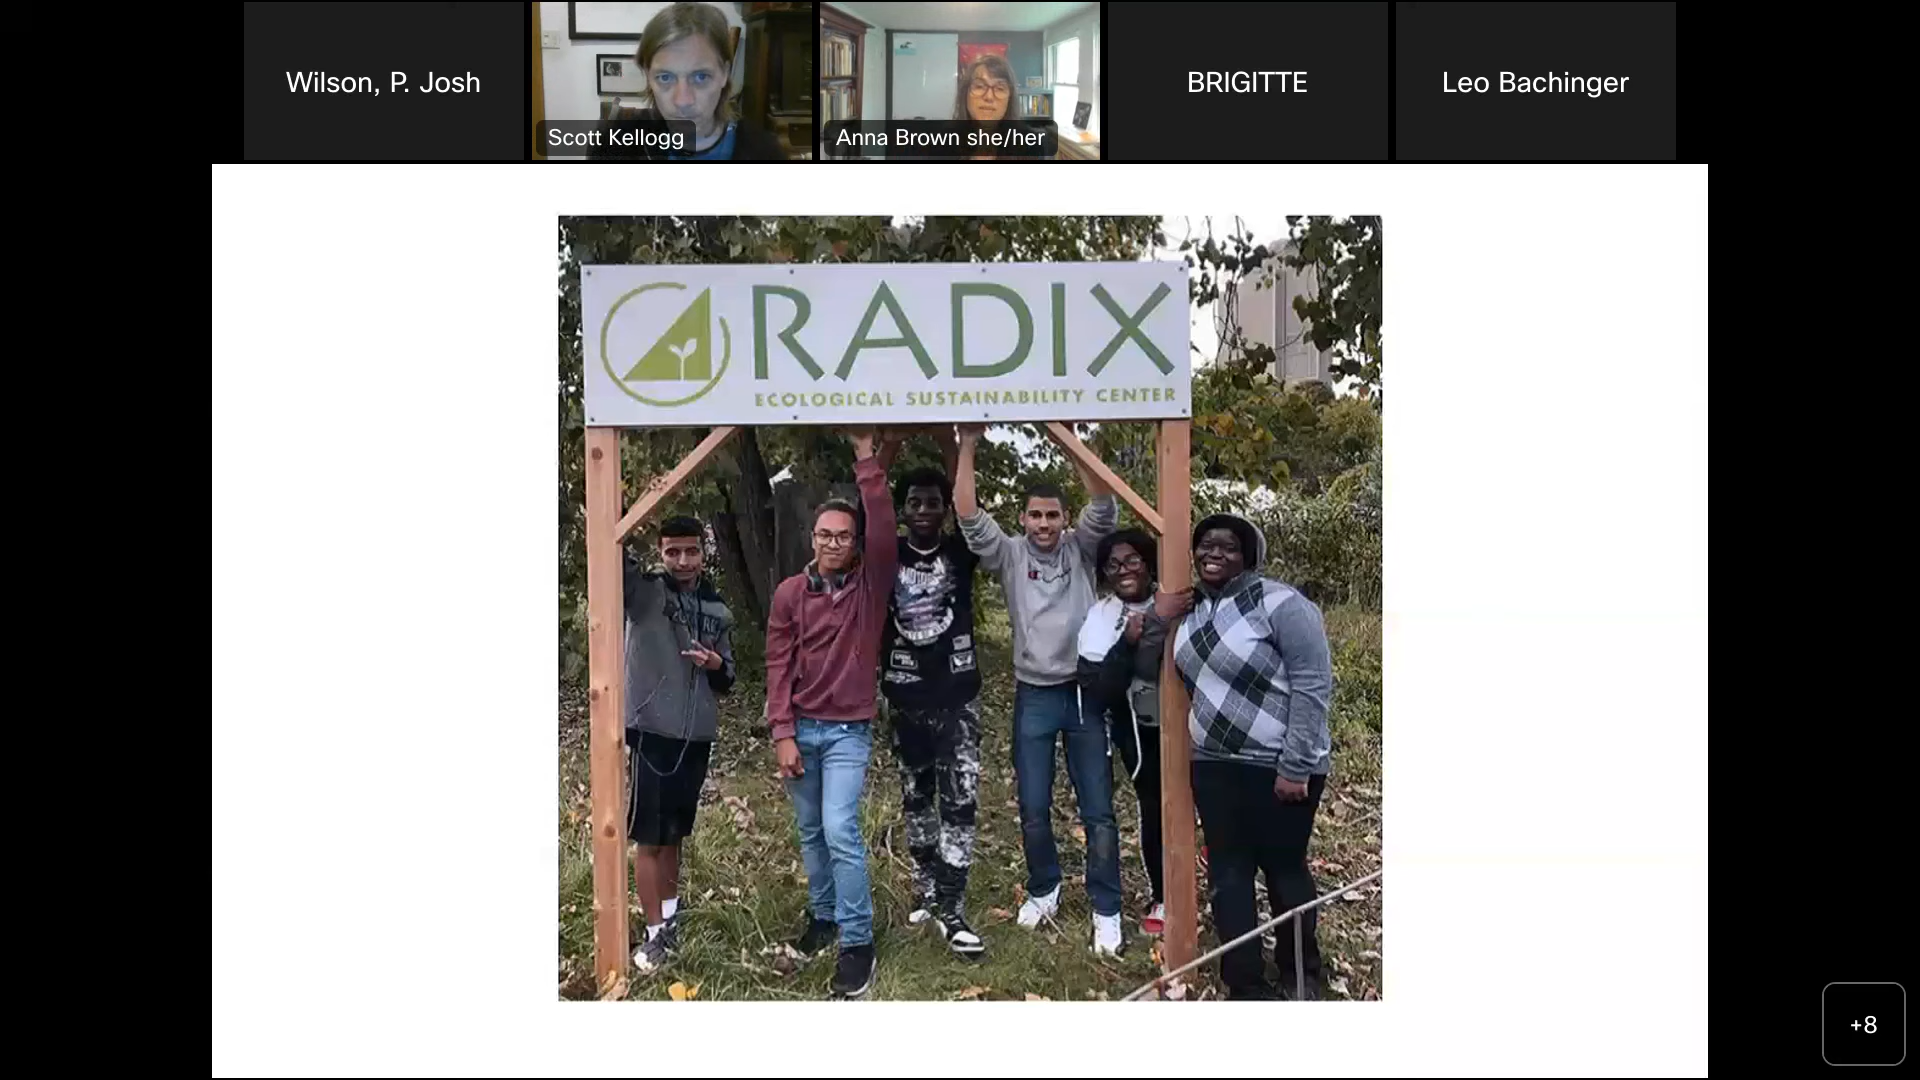 Wilson, P. Josh
Scott Kellogg
Anna Brown she/her
BRIGITTE
Leo Bachinger
RADIX
ECOLOGICAL SUSTAINABILITY CENTER
+8